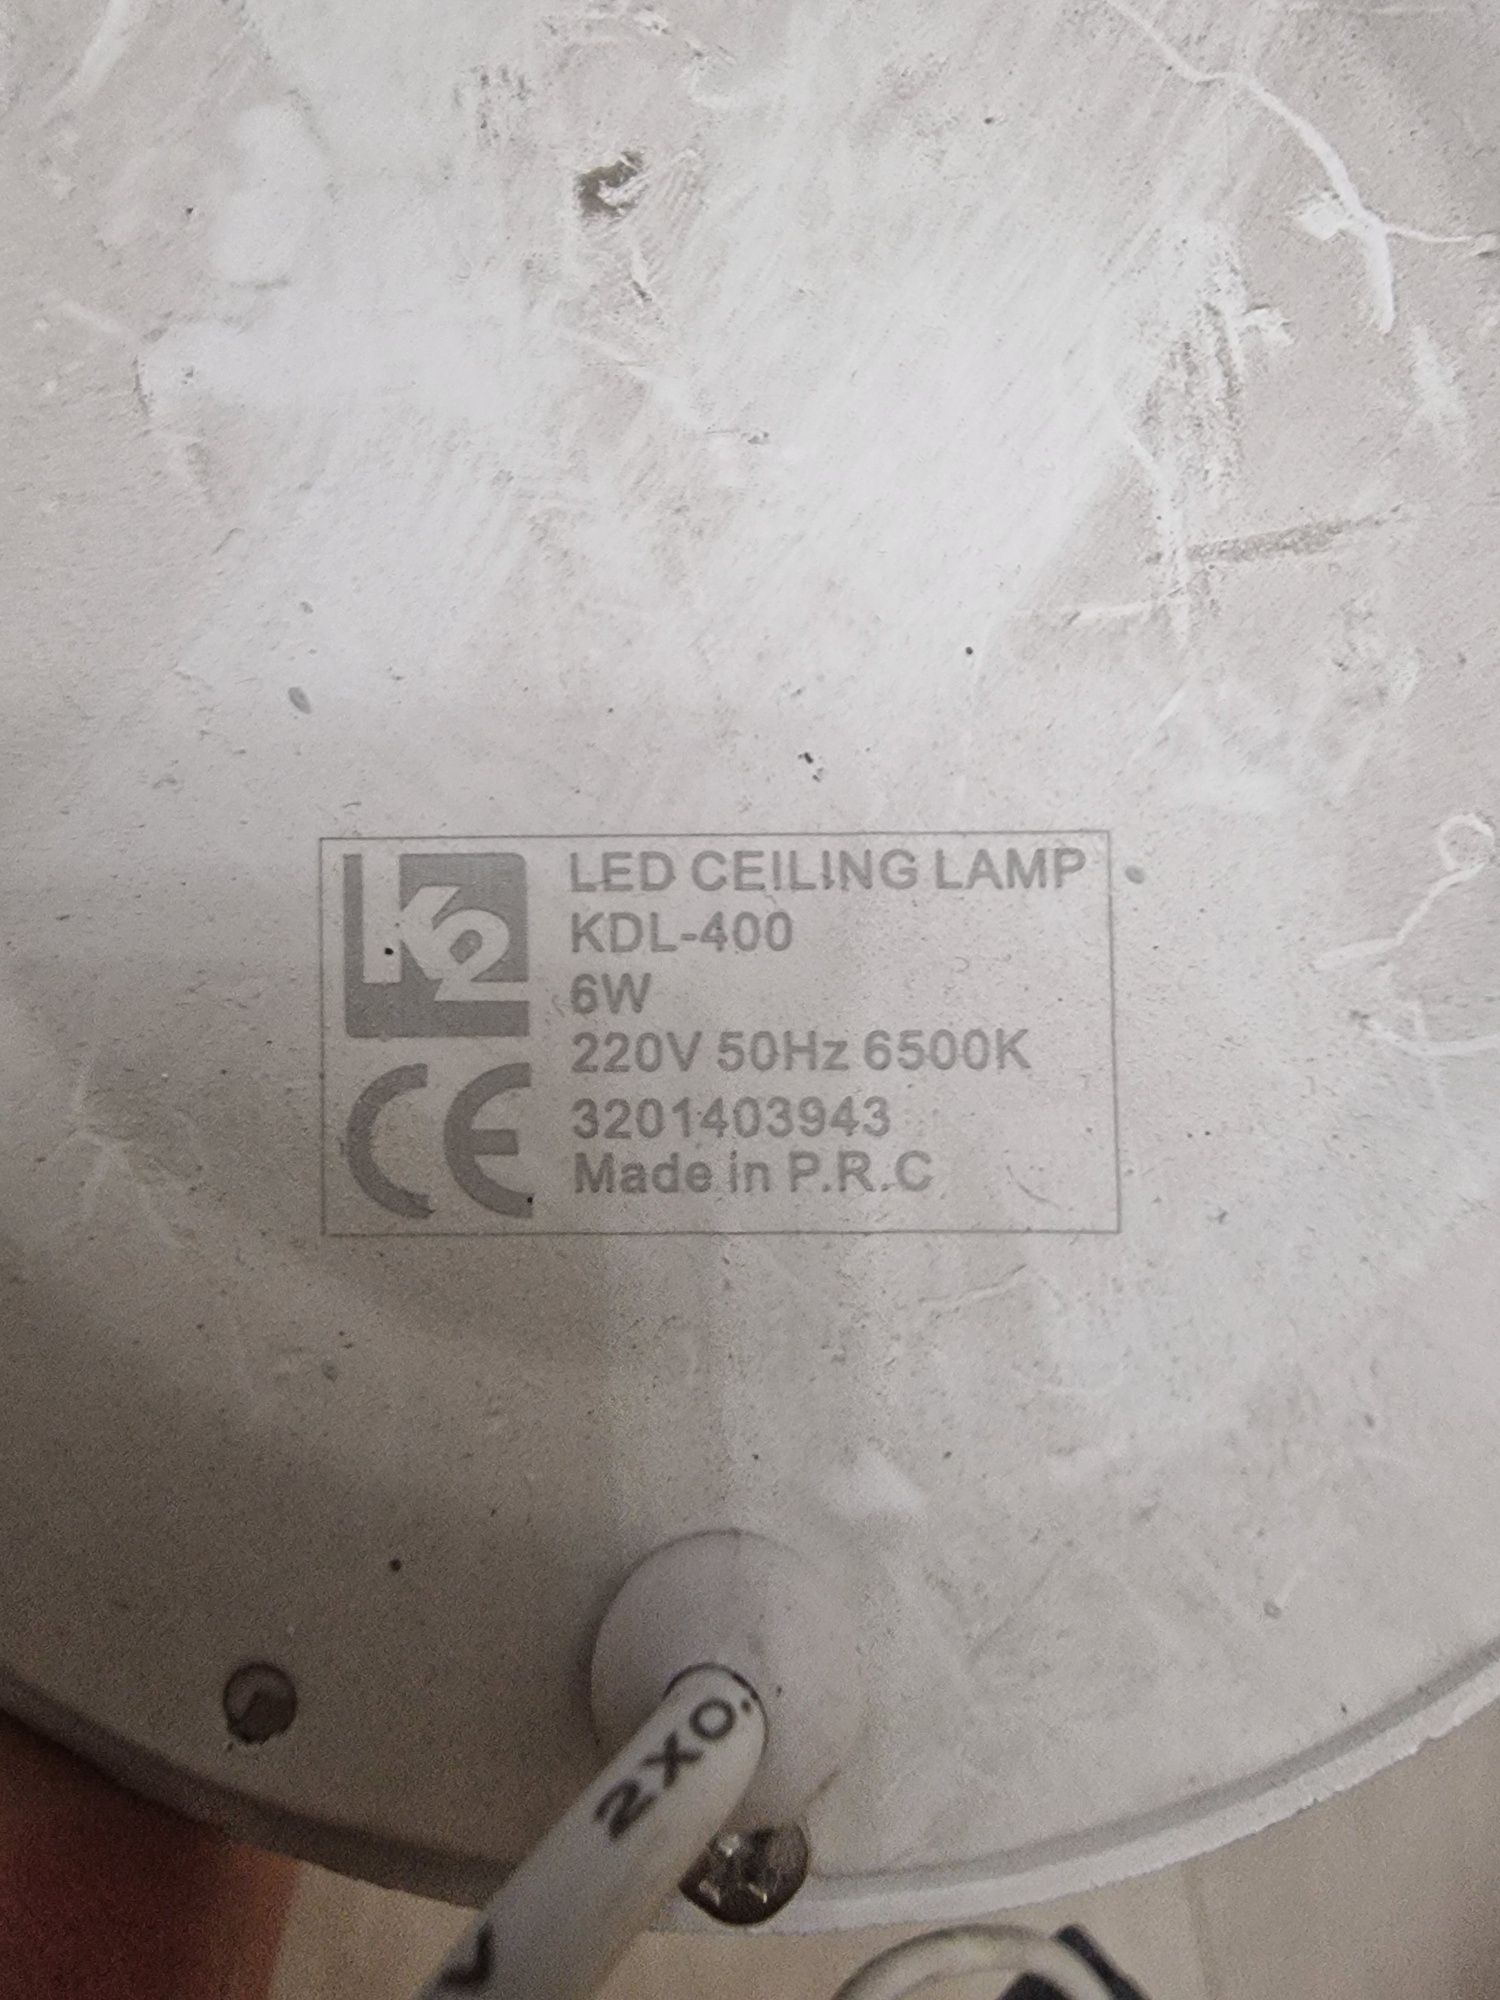 K2
LED CEILING LAMP
KDL-400
6W
220V 50Hz 6500K
CE
3201403943
Made in P.R.C
2X0.